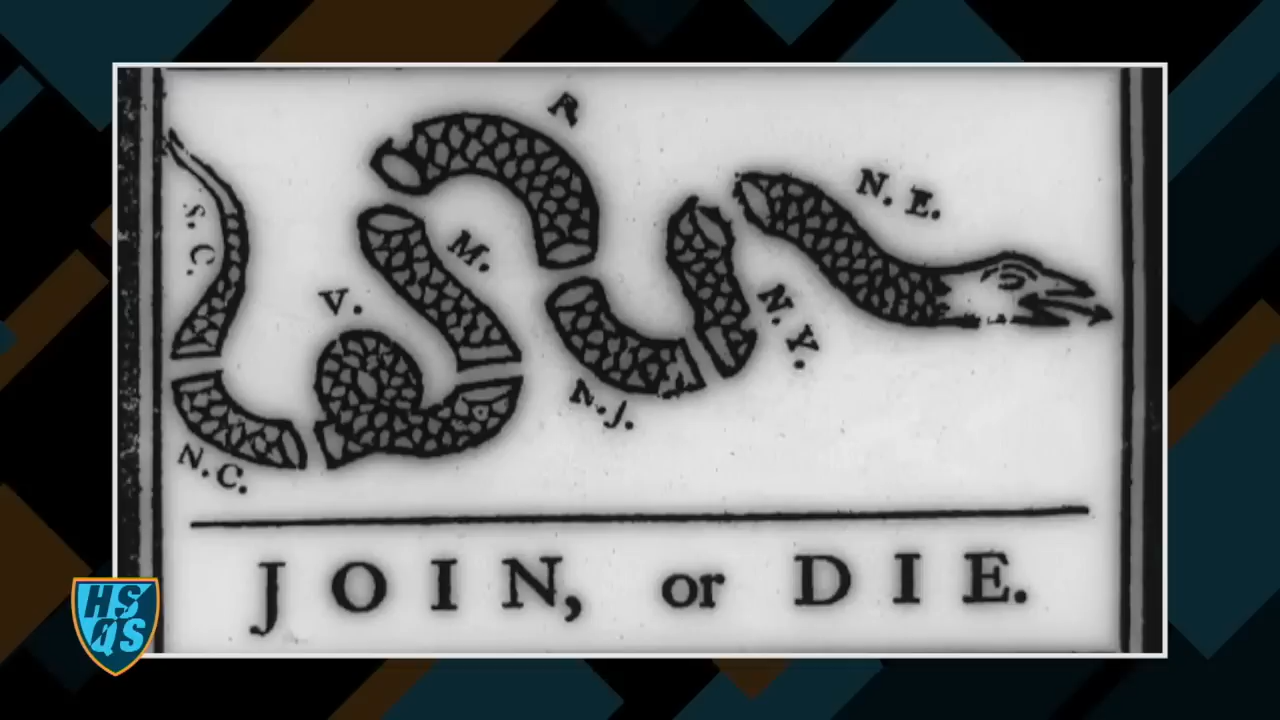 R
N. E.
S. C.
M.
V.
N. Y.
N. J.
N. C.
JOIN, or DIE.
HS
QS